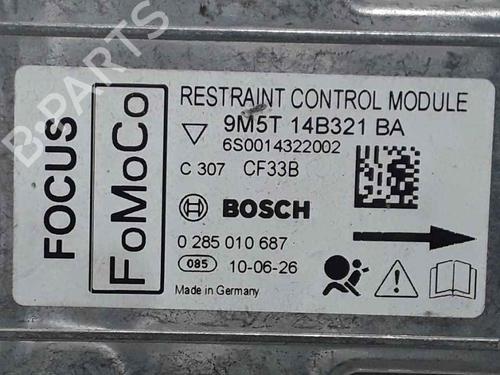 RESTRAINT CONTROL MODULE
9M5T 14B321 BA
6S0014322002
C 307 CF33B
BOSCH
0 285 010 687
085 10-06-26
Made in Germany
FOCUS
FoMoCo
B-PARTS